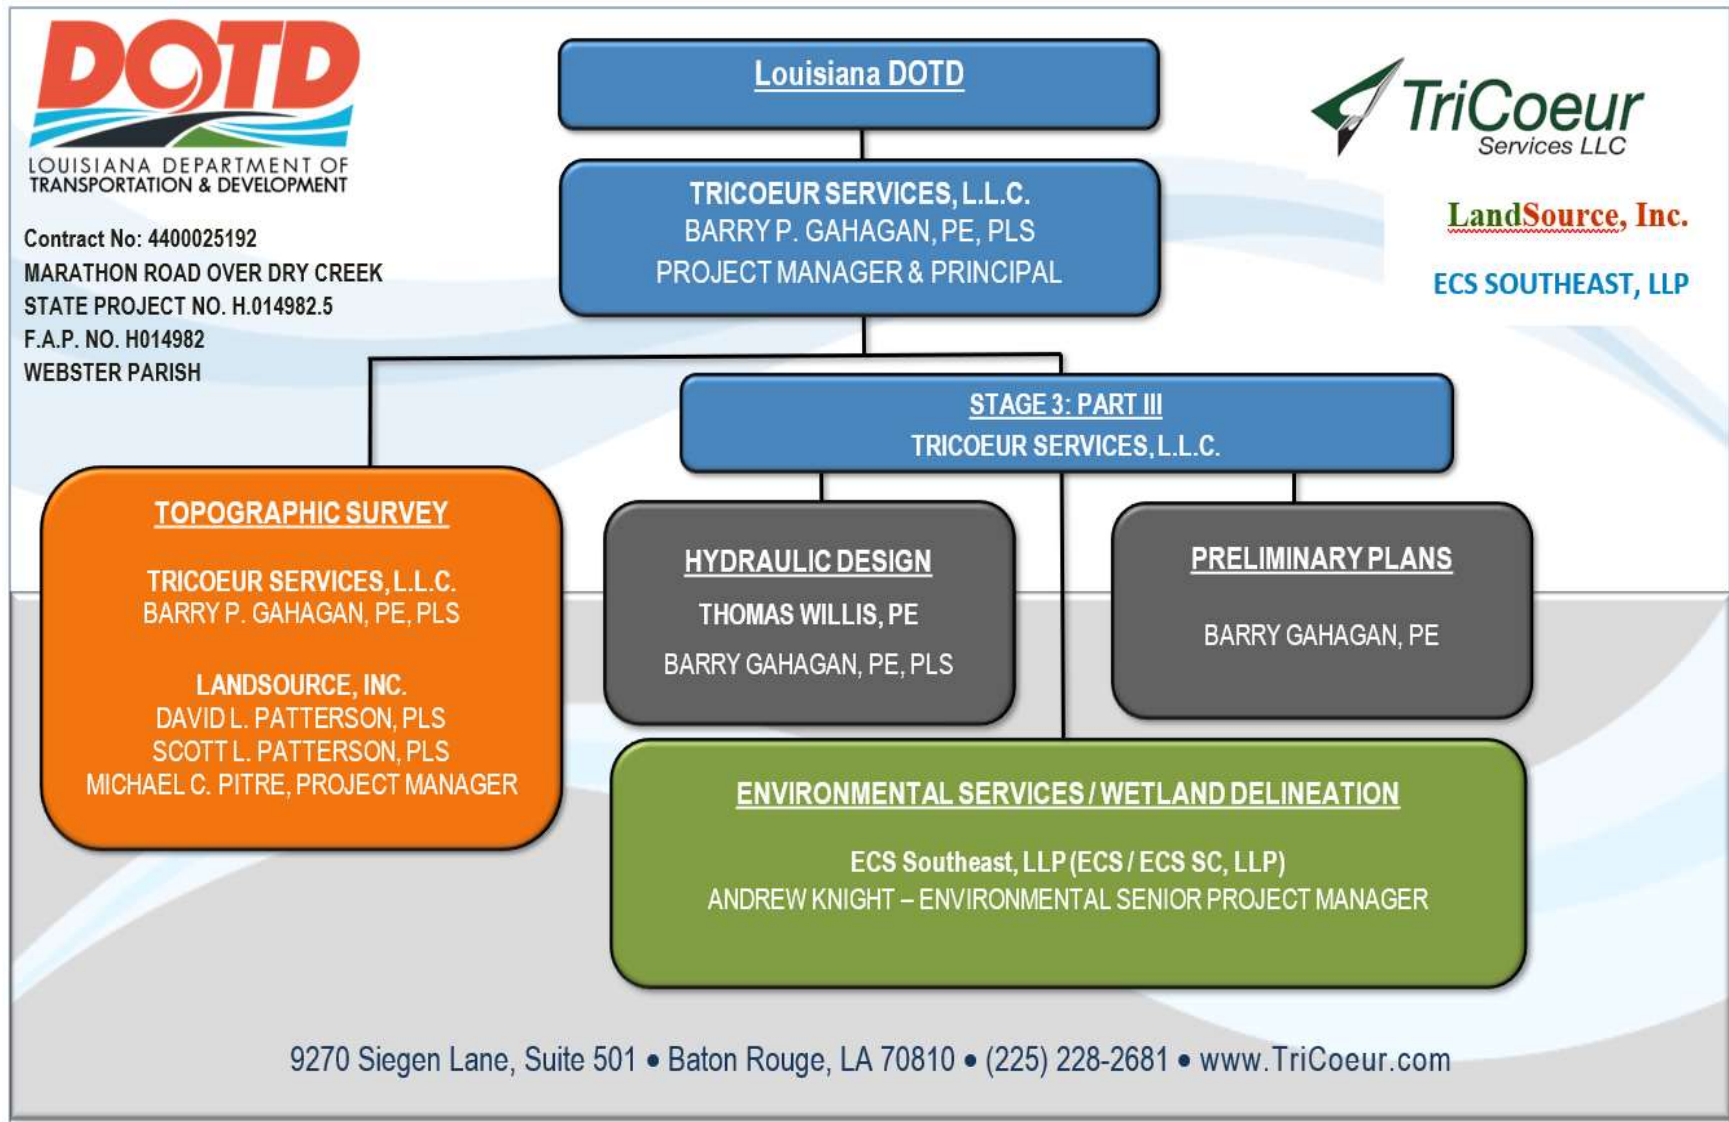 DOTD
LOUISIANA DEPARTMENT OF
TRANSPORTATION & DEVELOPMENT
Contract No: 4400025192
MARATHON ROAD OVER DRY CREEK
STATE PROJECT NO. H.014982.5
F.A.P. NO. H014982
WEBSTER PARISH
Louisiana DOTD
TRICOEUR SERVICES, L.L.C.
BARRY P. GAHAGAN, PE, PLS
PROJECT MANAGER & PRINCIPAL
TriCoeur
Services LLC
LandSource, Inc.
ECS SOUTHEAST, LLP
STAGE 3: PART III
TRICOEUR SERVICES, L.L.C.
TOPOGRAPHIC SURVEY
TRICOEUR SERVICES, L.L.C.
BARRY P. GAHAGAN, PE, PLS
LANDSOURCE, INC.
DAVID L. PATTERSON, PLS
SCOTT L. PATTERSON, PLS
MICHAEL C. PITRE, PROJECT MANAGER
HYDRAULIC DESIGN
THOMAS WILLIS, PE
BARRY GAHAGAN, PE, PLS
PRELIMINARY PLANS
BARRY GAHAGAN, PE
ENVIRONMENTAL SERVICES / WETLAND DELINEATION
ECS Southeast, LLP (ECS / ECS SC, LLP)
ANDREW KNIGHT – ENVIRONMENTAL SENIOR PROJECT MANAGER
9270 Siegen Lane, Suite 501 • Baton Rouge, LA 70810 • (225) 228-2681 • www.TriCoeur.com